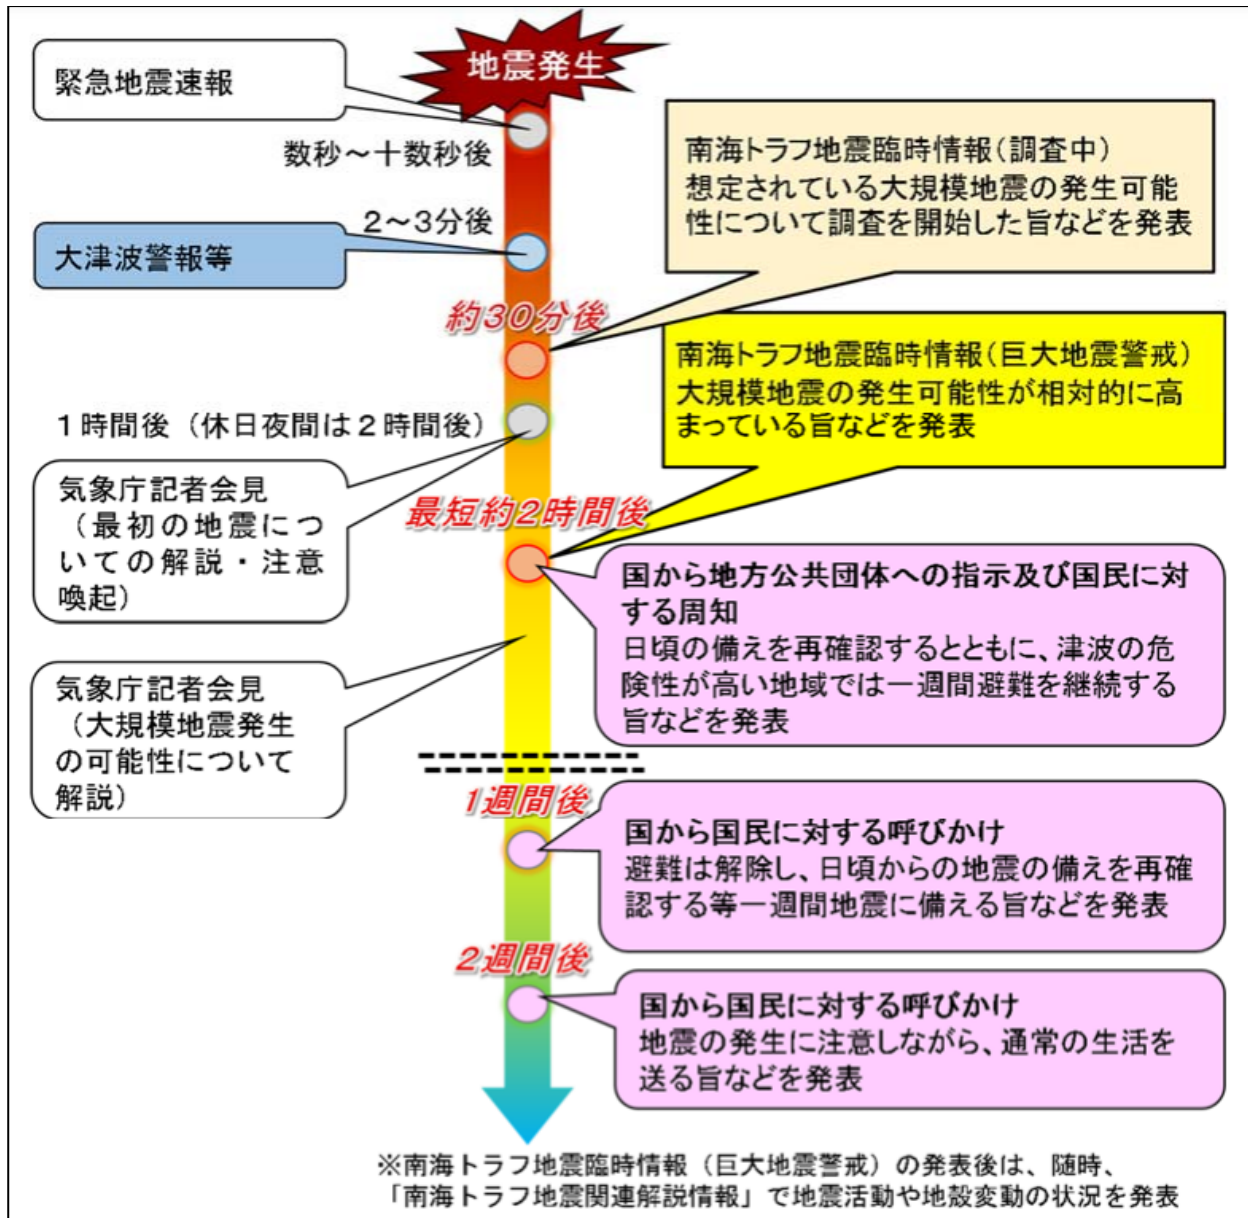 地震発生
緊急地震速報
数秒～十数秒後
2～3分後
大津波警報等
南海トラフ地震臨時情報(調査中)
想定されている大規模地震の発生可能
性について調査を開始した旨などを発表
約30分後
南海トラフ地震臨時情報(巨大地震警戒)
大規模地震の発生可能性が相対的に高
まっている旨などを発表
1時間後（休日夜間は2時間後）
気象庁記者会見
（最初の地震につ
いての解説・注意
喚起）
最短約2時間後
国から地方公共団体への指示及び国民に対
する周知
日頃の備えを再確認するとともに、津波の危
険性が高い地域では一週間避難を継続する
旨などを発表
気象庁記者会見
（大規模地震発生
の可能性について
解説）
1週間後
国から国民に対する呼びかけ
避難は解除し、日頃からの地震の備えを再確
認する等一週間地震に備える旨などを発表
2週間後
国から国民に対する呼びかけ
地震の発生に注意しながら、通常の生活を
送る旨などを発表
※南海トラフ地震臨時情報（巨大地震警戒）の発表後は、随時、
「南海トラフ地震関連解説情報」で地震活動や地殻変動の状況を発表